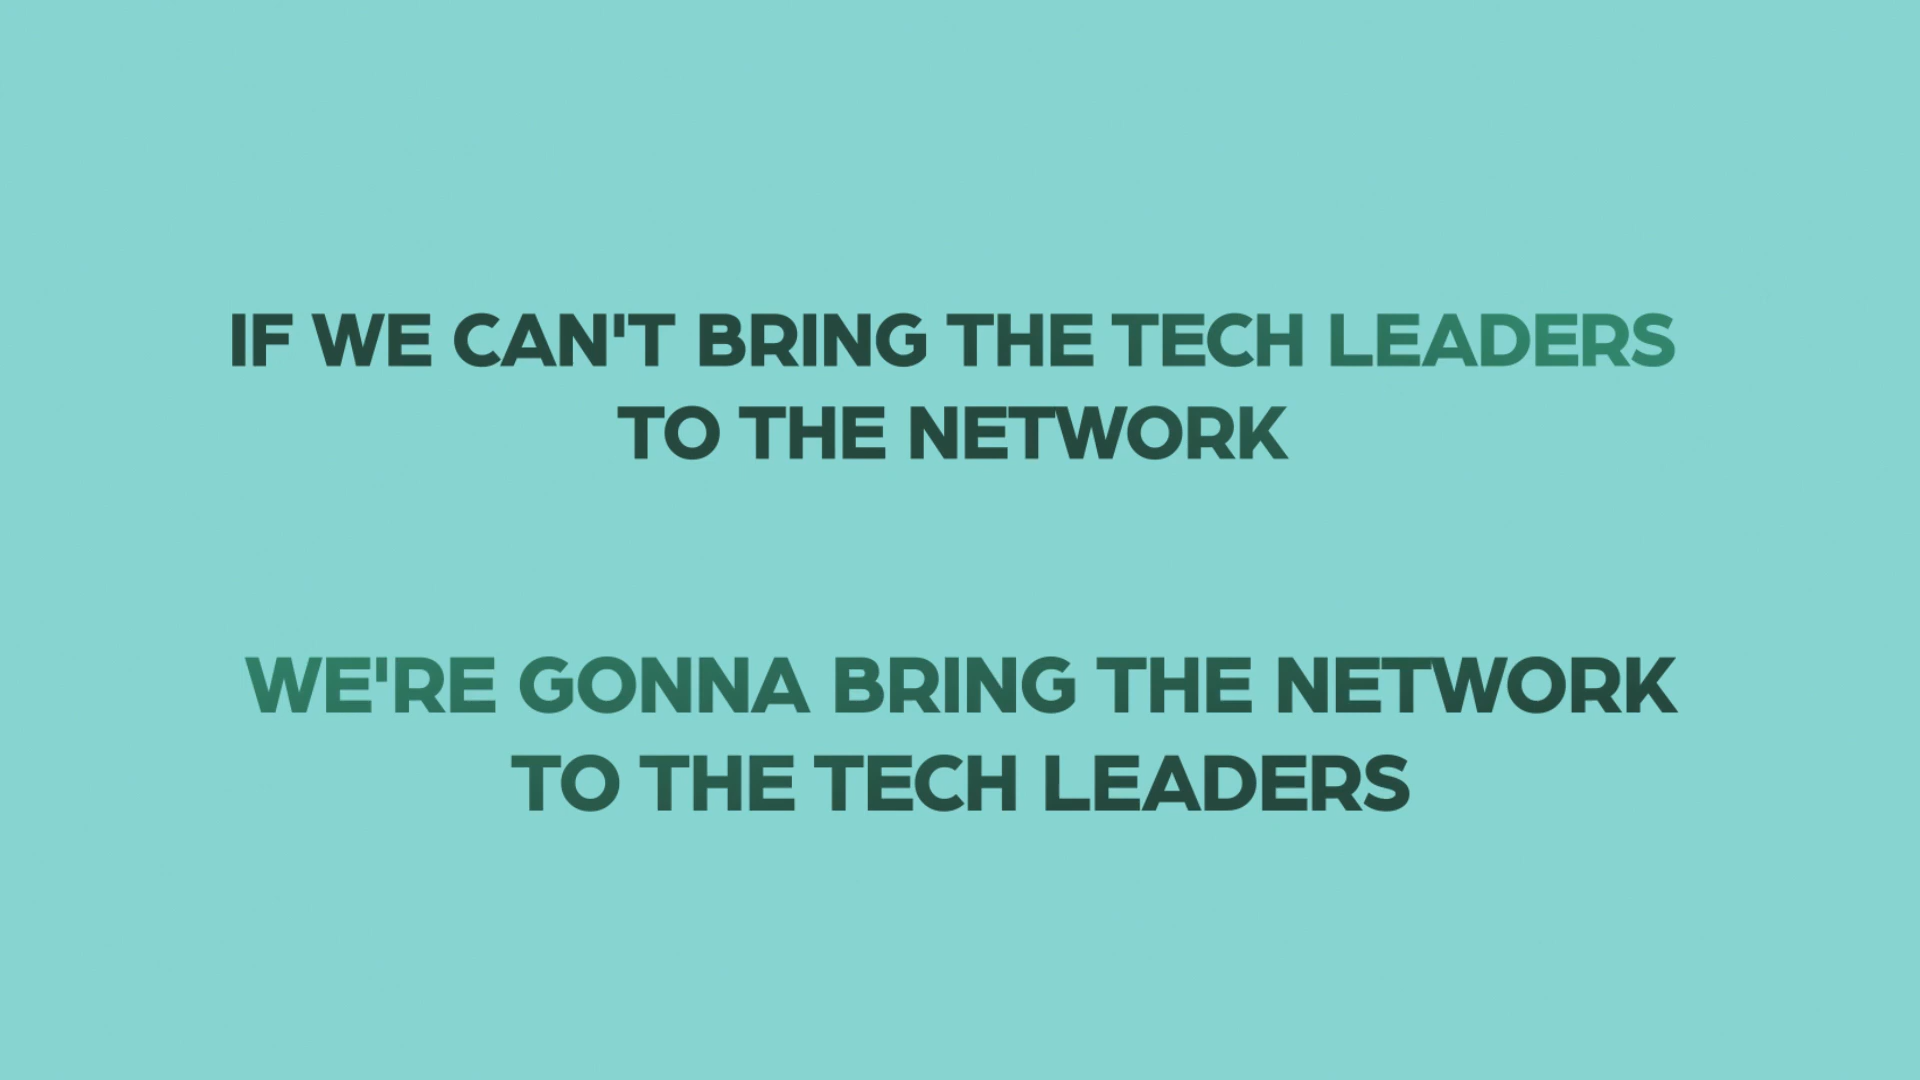 IF WE CAN'T BRING THE TECH LEADERS
TO THE NETWORK
WE'RE GONNA BRING THE NETWORK
TO THE TECH LEADERS